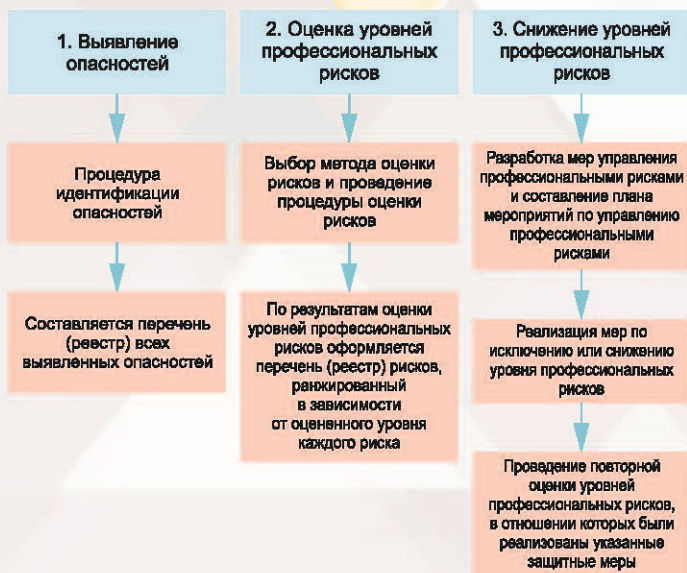 1. Выявление
опасностей
Процедура
идентификации
опасностей
Составляется перечень
(реестр) всех
выявленных опасностей
2. Оценка уровней
профессиональных
рисков
Выбор метода оценки
рисков и проведение
процедуры оценки
рисков
По результатам оценки
уровней профессиональных
рисков оформляется
перечень (реестр) рисков,
ранжированный
в зависимости
от оцененного уровня
каждого риска
3. Снижение уровней
профессиональных
рисков
Разработка мер управления
профессиональными рисками
и составление плана
мероприятий по управлению
профессиональными
рисками
Реализация мер по
исключению или снижению
уровня профессиональных
рисков
Проведение повторной
оценки уровней
профессиональных рисков,
в отношении которых были
реализованы указанные
защитные меры